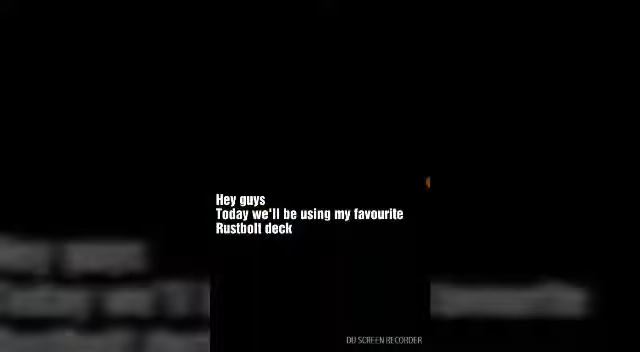 Hey guys
Today we'll be using my favourite
Rustbolt deck
DU SCREEN RECORDER